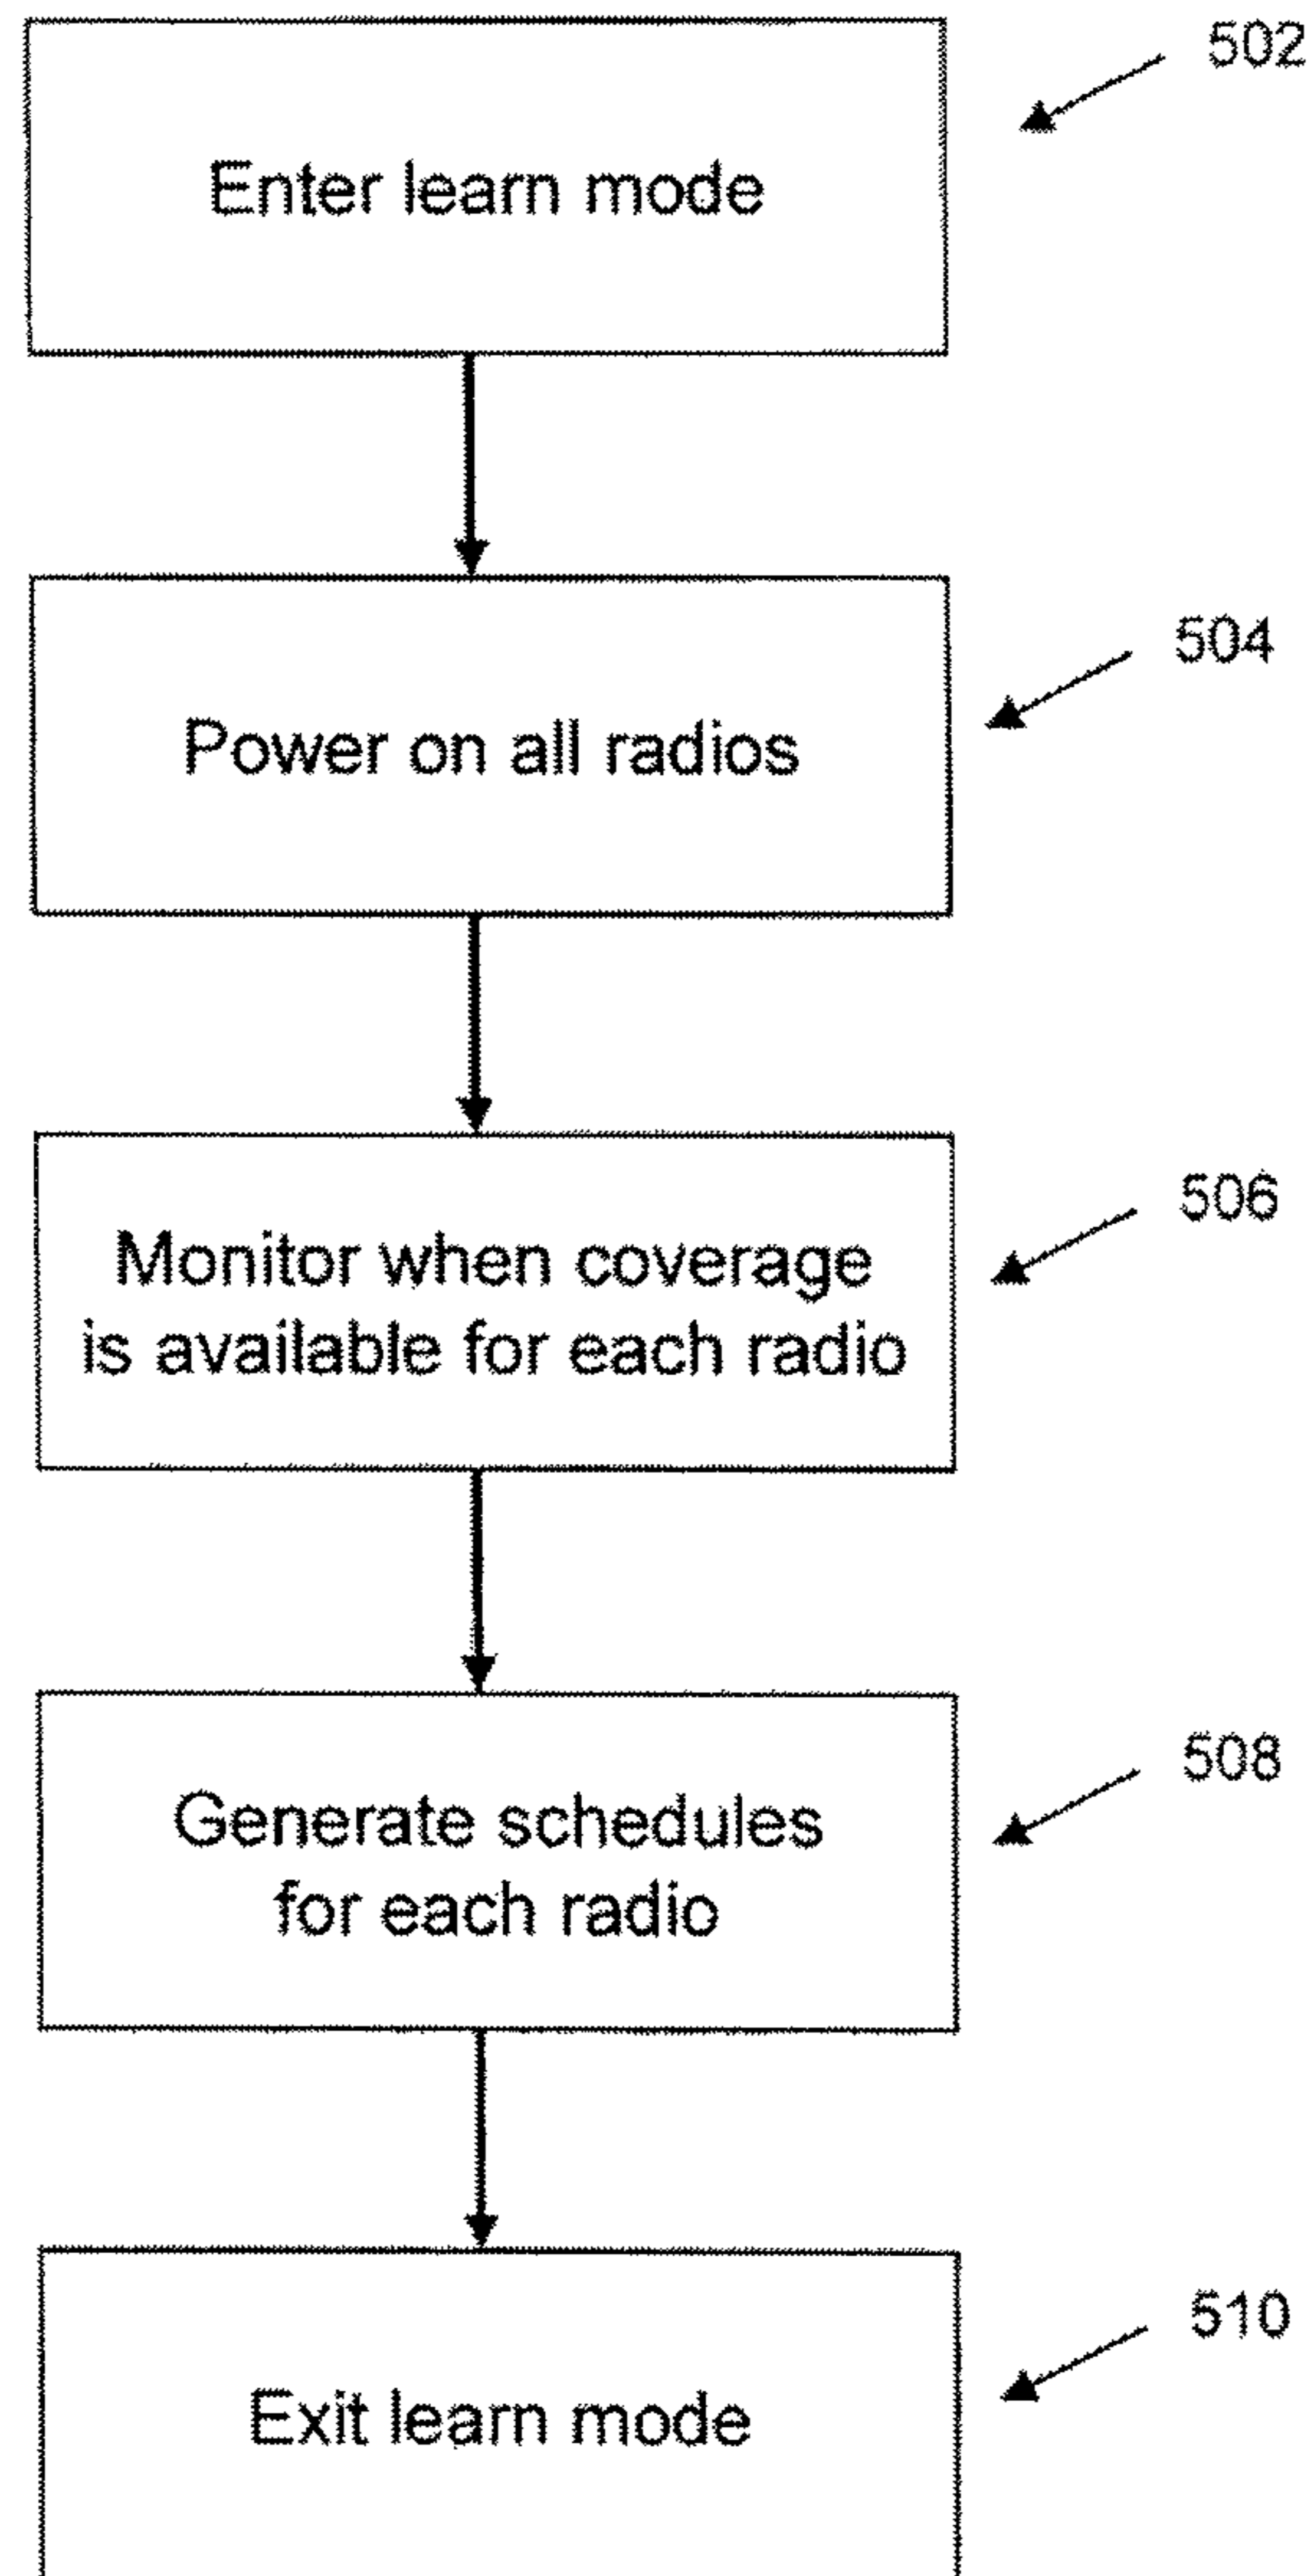 502
Enter learn mode
504
Power on all radios
506
Monitor when coverage
is available for each radio
508
Generate schedules
for each radio
510
Exit learn mode